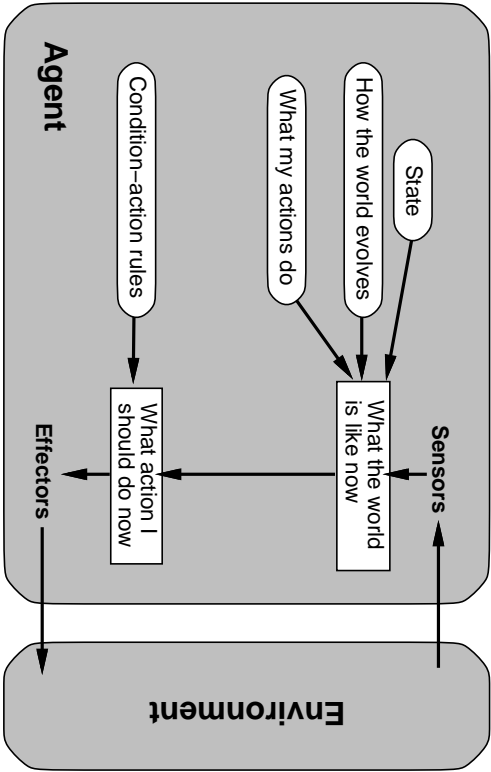 Sensors
State
How the world evolves
What my actions do
What the world
is like now
Condition−action rules
What action I
should do now
Agent
Effectors
Environment